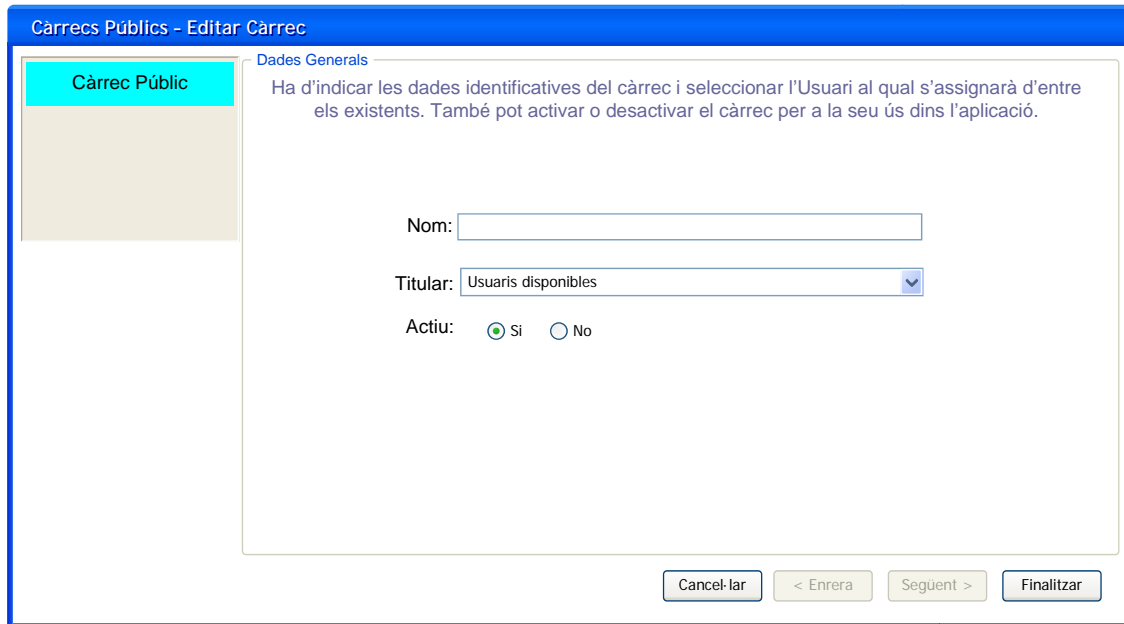 Càrrecs Públics - Editar Càrrec
Càrrec Públic
Dades Generals
Ha d'indicar les dades identificatives del càrrec i seleccionar l'Usuari al qual s'assignarà d'entre
els existents. També pot activar o desactivar el càrrec per a la seu ús dins l'aplicació.
Nom:
Titular: Usuaris disponibles
Actiu: Si No
Cancel·lar < Enrera Següent > Finalitzar